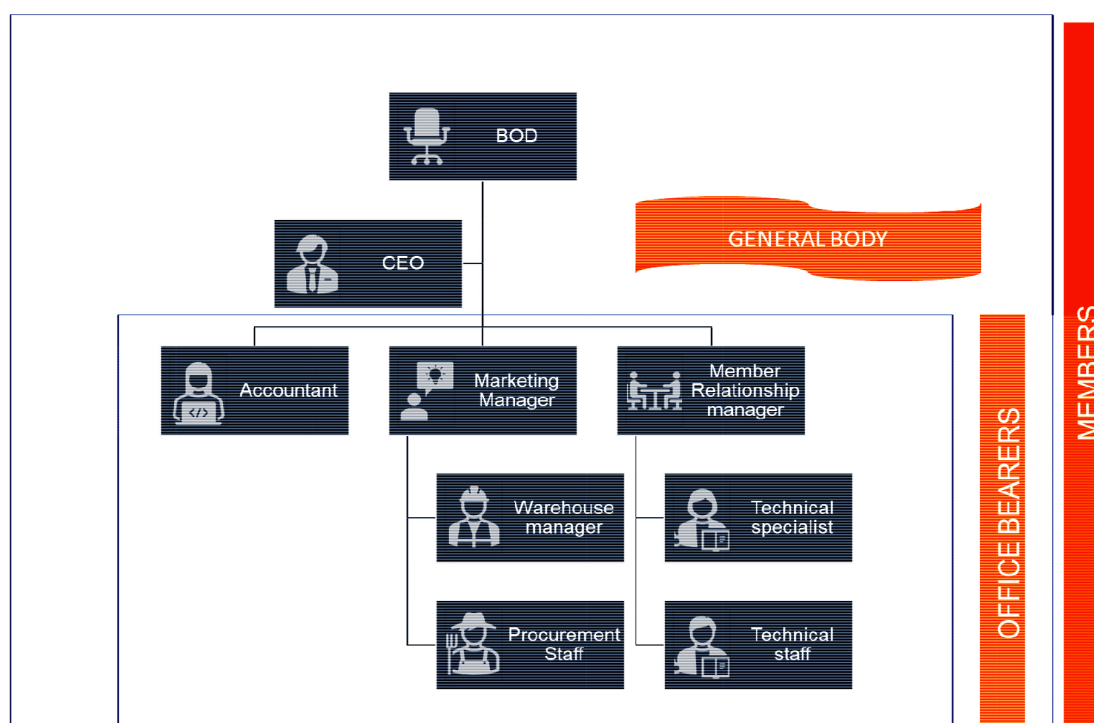 BOD
CEO
GENERAL BODY
Accountant
Marketing
Manager
Member
Relationship
manager
Warehouse
manager
Technical
specialist
Procurement
Staff
Technical
staff
OFFICE BEARERS
MEMBERS